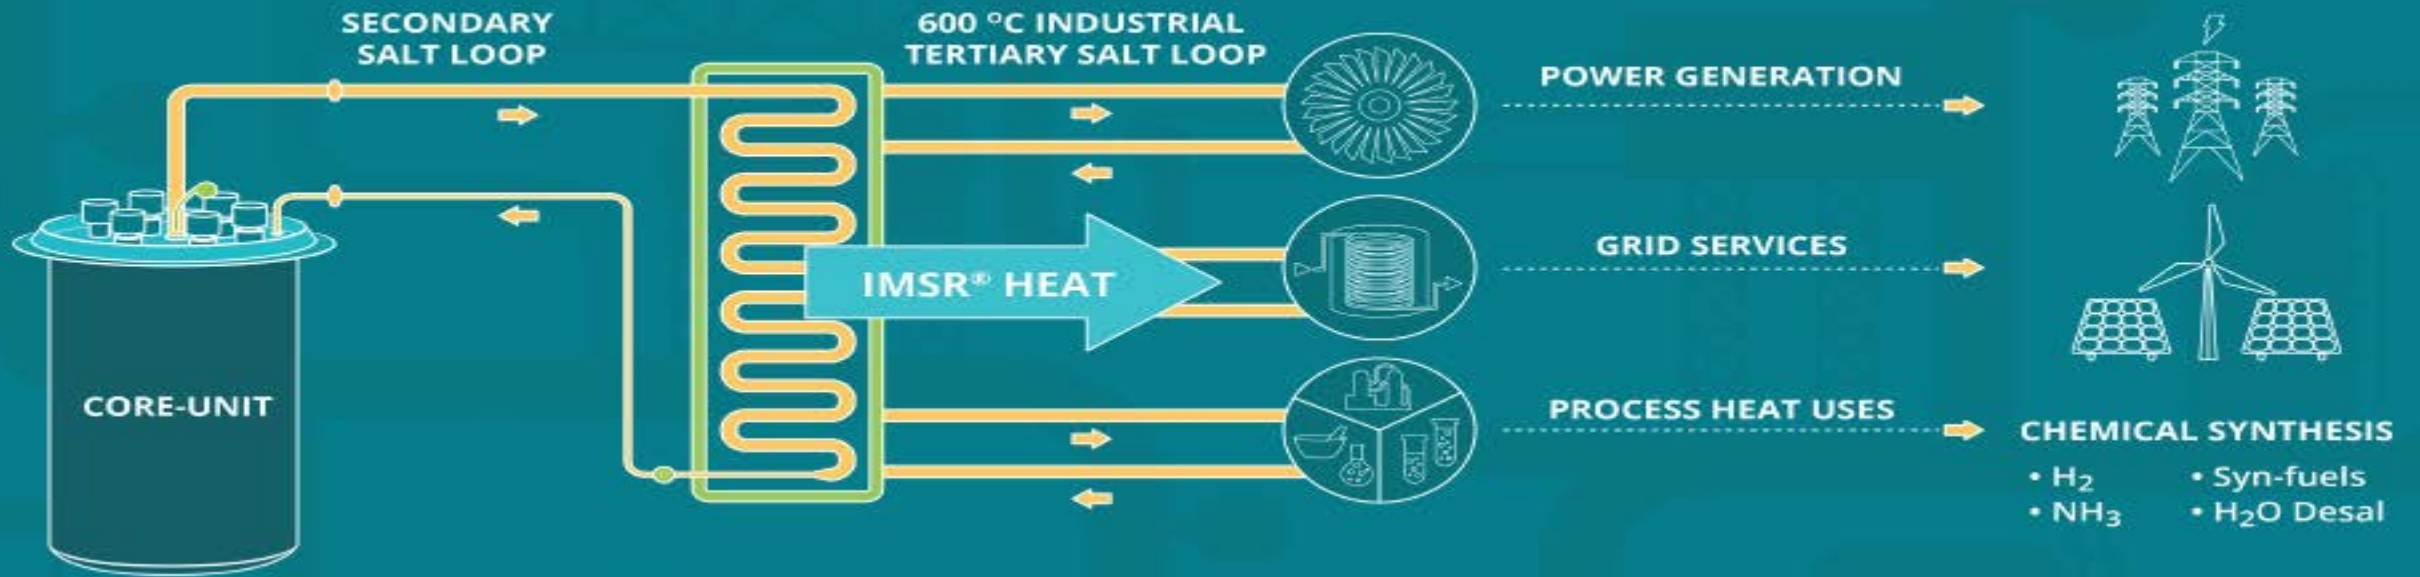 SECONDARY
SALT LOOP
600 ºC INDUSTRIAL
TERTIARY SALT LOOP
POWER GENERATION
GRID SERVICES
IMSR® HEAT
CORE-UNIT
PROCESS HEAT USES
CHEMICAL SYNTHESIS
• H₂
• Syn-fuels
• NH₃
• H₂O Desal